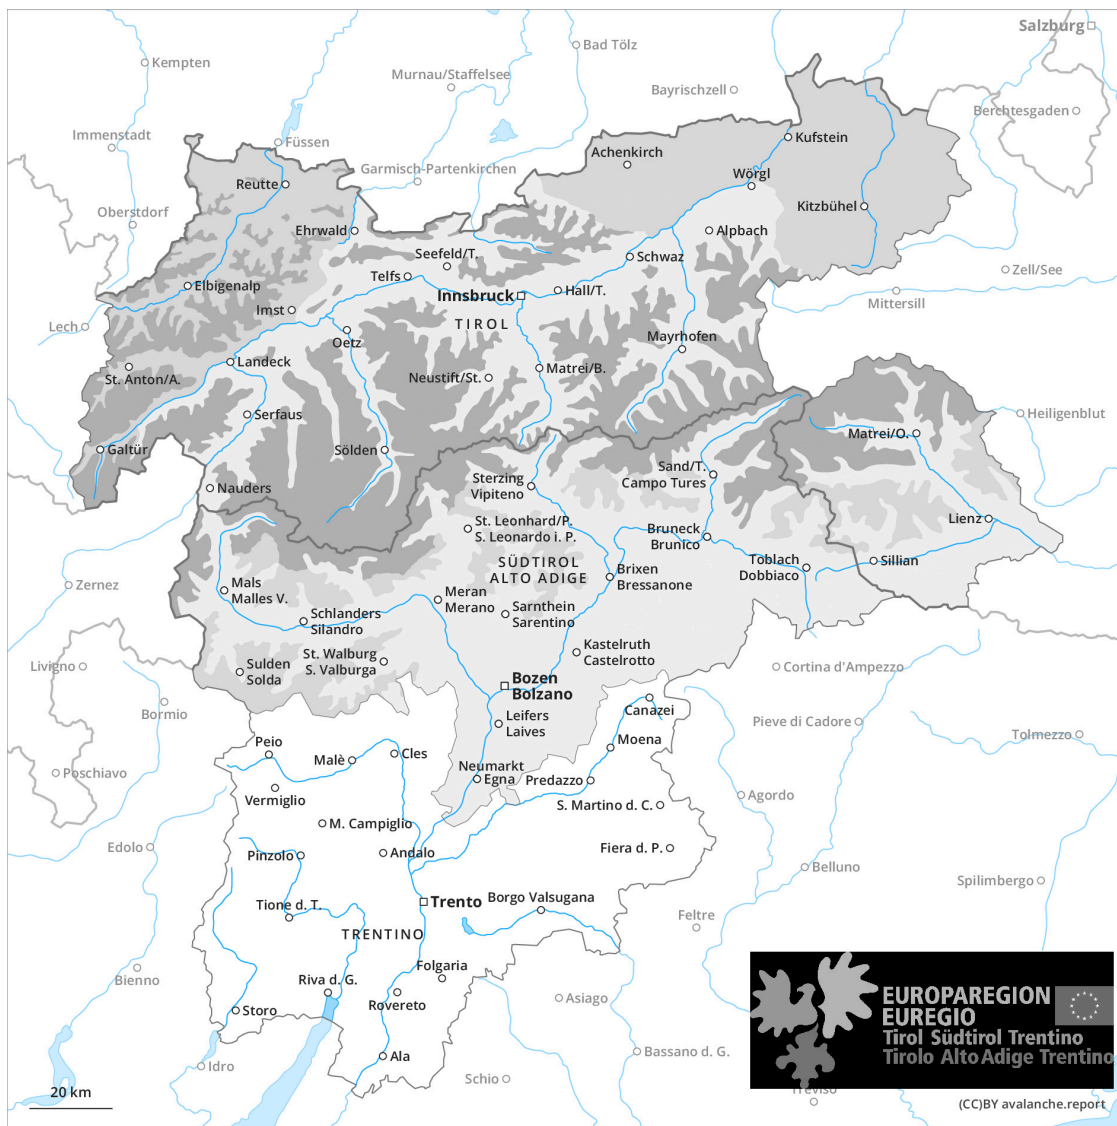 Salzburg
Bad Tölz
Kempten
Murnau/Staffelsee
Bayrischzell
Berchtesgaden
Immenstadt
Füssen
Kufstein
Achenkirch
Garmisch-Partenkirchen
Wörgl
Reutte
Kitzbühel
Oberstdorf
Ehrwald
Alpbach
Seefeld/T.
Schwaz
Telfs
Zell/See
Elbigenalp
Hall/T.
Innsbruck
Mittersill
Imst
Lech
TIROL
Oetz
Mayrhofen
Landeck
Matrei/B.
St. Anton/A.
Neustift/St.
Serfaus
Heiligenblut
Matrei/O.
Galtür
Sölden
Sand/T.
Campo Tures
Sterzing
Vipiteno
Nauders
Lienz
St. Leonhard/P.
S. Leonardo i. P.
Bruneck
Brunico
SÜDTIROL
ALTO ADIGE
Toblach
Dobbiaco
Sillian
Brixen
Bressanone
Zernez
Mals
Malles V.
Meran
Merano
Schlanders
Silandro
Sarnthein
Sarentino
Kastelruth
Castelrotto
St. Walburg
S. Valburga
Livigno
Sulden
Solda
Cortina d'Ampezzo
Bozen
Bolzano
Canazei
Bormio
Leifers
Laives
Pieve di Cadore
Tolmezzo
Peio
Moena
Malè
Cles
Poschiavo
Neumarkt
Egna
Predazzo
Vermiglio
Agordo
S. Martino d. C.
M. Campiglio
Edolo
Pinzolo
Andalo
Fiera d. P.
Belluno
Spilimbergo
Borgo Valsugana
Trento
Tione d. T.
Feltre
TRENTINO
Folgaria
Bienno
Riva d. G.
Rovereto
Asiago
Storo
EUROPAREGION
EUREGIO
Tirol Südtirol Trentino
Tirolo Alto Adige Trentino
Ala
Bassano d. G.
Idro
Schio
20 km
Treviso
(CC)BY avalanche.report